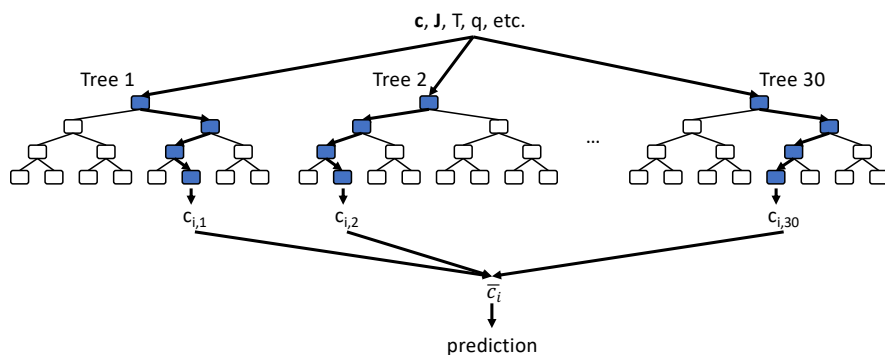 c, J, T, q, etc.
Tree 1 Tree 2 Tree 30
...
c_{i,1} c_{i,2} c_{i,30}
c̅_i
prediction